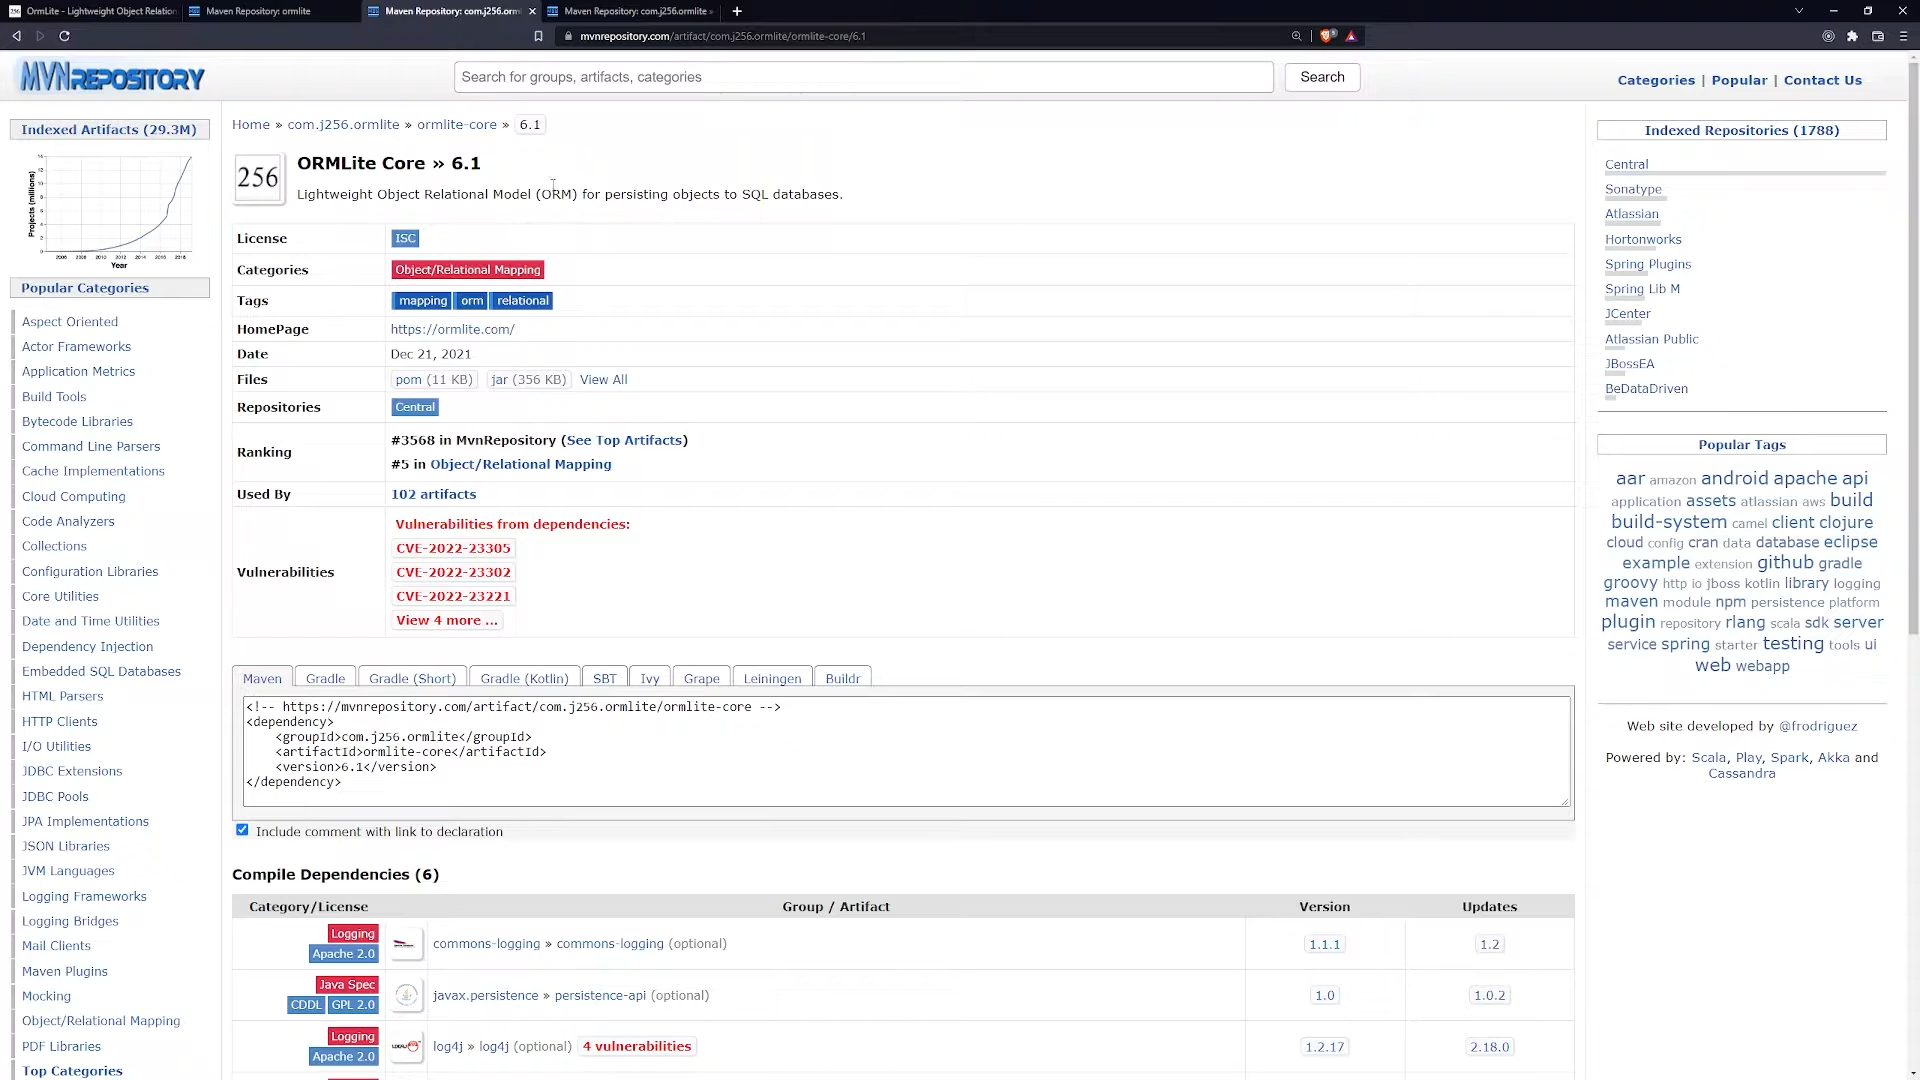 OrmLite - Lightweight Object Relation
Maven Repository: ormlite
Maven Repository: com.j256.orm
Maven Repository: com.j256.ormlite
mvnrepository.com/artifact/com.j256.ormlite/ormlite-core/6.1
MVNREPOSITORY
Search for groups, artifacts, categories
Search
Categories | Popular | Contact Us
Indexed Artifacts (29.3M)
Projects (millions)
2006 2008 2010 2012 2014 2016 2018
Year
Popular Categories
Aspect Oriented
Actor Frameworks
Application Metrics
Build Tools
Bytecode Libraries
Command Line Parsers
Cache Implementations
Cloud Computing
Code Analyzers
Collections
Configuration Libraries
Core Utilities
Date and Time Utilities
Dependency Injection
Embedded SQL Databases
HTML Parsers
HTTP Clients
I/O Utilities
JDBC Extensions
JDBC Pools
JPA Implementations
JSON Libraries
JVM Languages
Logging Frameworks
Logging Bridges
Mail Clients
Maven Plugins
Mocking
Object/Relational Mapping
PDF Libraries
Top Categories
Home » com.j256.ormlite » ormlite-core » 6.1
256
ORMLite Core » 6.1
Lightweight Object Relational Model (ORM) for persisting objects to SQL databases.
License ISC
Categories Object/Relational Mapping
Tags mapping orm relational
HomePage https://ormlite.com/
Date Dec 21, 2021
Files pom (11 KB) jar (356 KB) View All
Repositories Central
Ranking #3568 in MvnRepository (See Top Artifacts)
#5 in Object/Relational Mapping
Used By 102 artifacts
Vulnerabilities Vulnerabilities from dependencies:
CVE-2022-23305
CVE-2022-23302
CVE-2022-23221
View 4 more ...
Maven Gradle Gradle (Short) Gradle (Kotlin) SBT Ivy Grape Leiningen Buildr
<!-- https://mvnrepository.com/artifact/com.j256.ormlite/ormlite-core -->
<dependency>
<groupId>com.j256.ormlite</groupId>
<artifactId>ormlite-core</artifactId>
<version>6.1</version>
</dependency>
Include comment with link to declaration
Compile Dependencies (6)
Category/License Group / Artifact Version Updates
Logging
Apache 2.0
commons-logging » commons-logging (optional) 1.1.1 1.2
Java Spec
CDDL GPL 2.0
javax.persistence » persistence-api (optional) 1.0 1.0.2
Logging
Apache 2.0
log4j » log4j (optional) 4 vulnerabilities 1.2.17 2.18.0
Indexed Repositories (1788)
Central
Sonatype
Atlassian
Hortonworks
Spring Plugins
Spring Lib M
JCenter
Atlassian Public
JBossEA
BeDataDriven
Popular Tags
aar amazon android apache api
application assets atlassian aws build
build-system camel client clojure
cloud config cran data database eclipse
example extension github gradle
groovy http io jboss kotlin library logging
maven module npm persistence platform
plugin repository rlang scala sdk server
service spring starter testing tools ui
web webapp
Web site developed by @frodriguez
Powered by: Scala, Play, Spark, Akka and
Cassandra